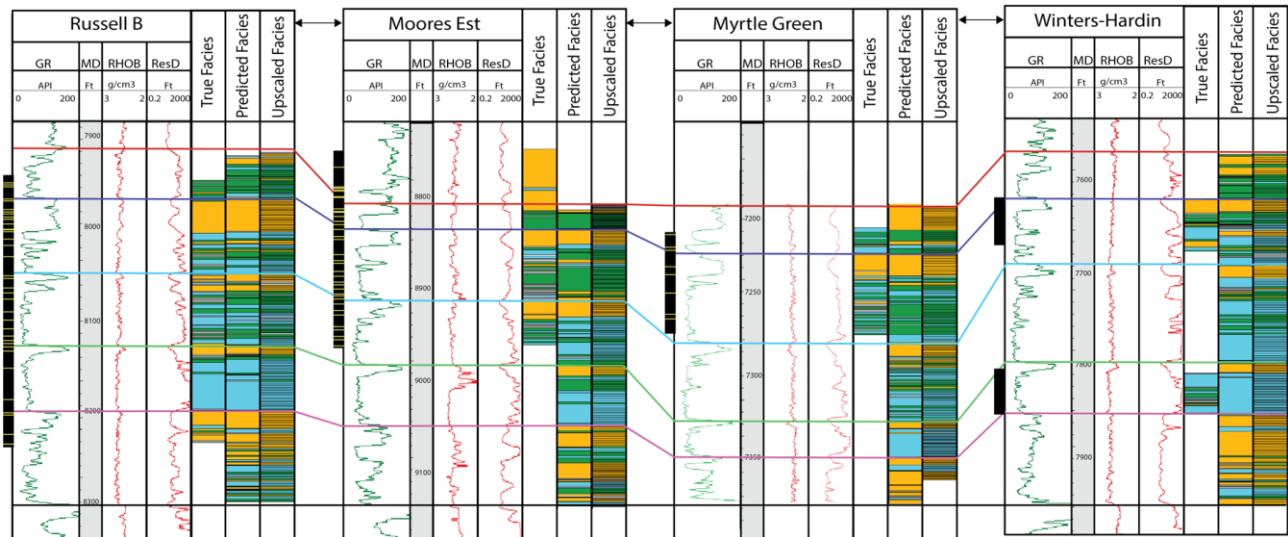 Russell B
GR MD RHOB ResD True Facies Predicted Facies Upscaled Facies
API Ft g/cm3 Ft
0 200 3 2 0.2 2000
7900
8000
8100
8200
8300
Moores Est
GR MD RHOB ResD True Facies Predicted Facies Upscaled Facies
API Ft g/cm3 Ft
0 200 3 2 0.2 2000
8800
8900
9000
9100
Myrtle Green
GR MD RHOB ResD True Facies Predicted Facies Upscaled Facies
API Ft g/cm3 Ft
0 200 3 2 0.2 2000
7200
7250
7300
7350
Winters-Hardin
GR MD RHOB ResD True Facies Predicted Facies Upscaled Facies
API Ft g/cm3 Ft
0 200 3 2 0.2 2000
7600
7700
7800
7900